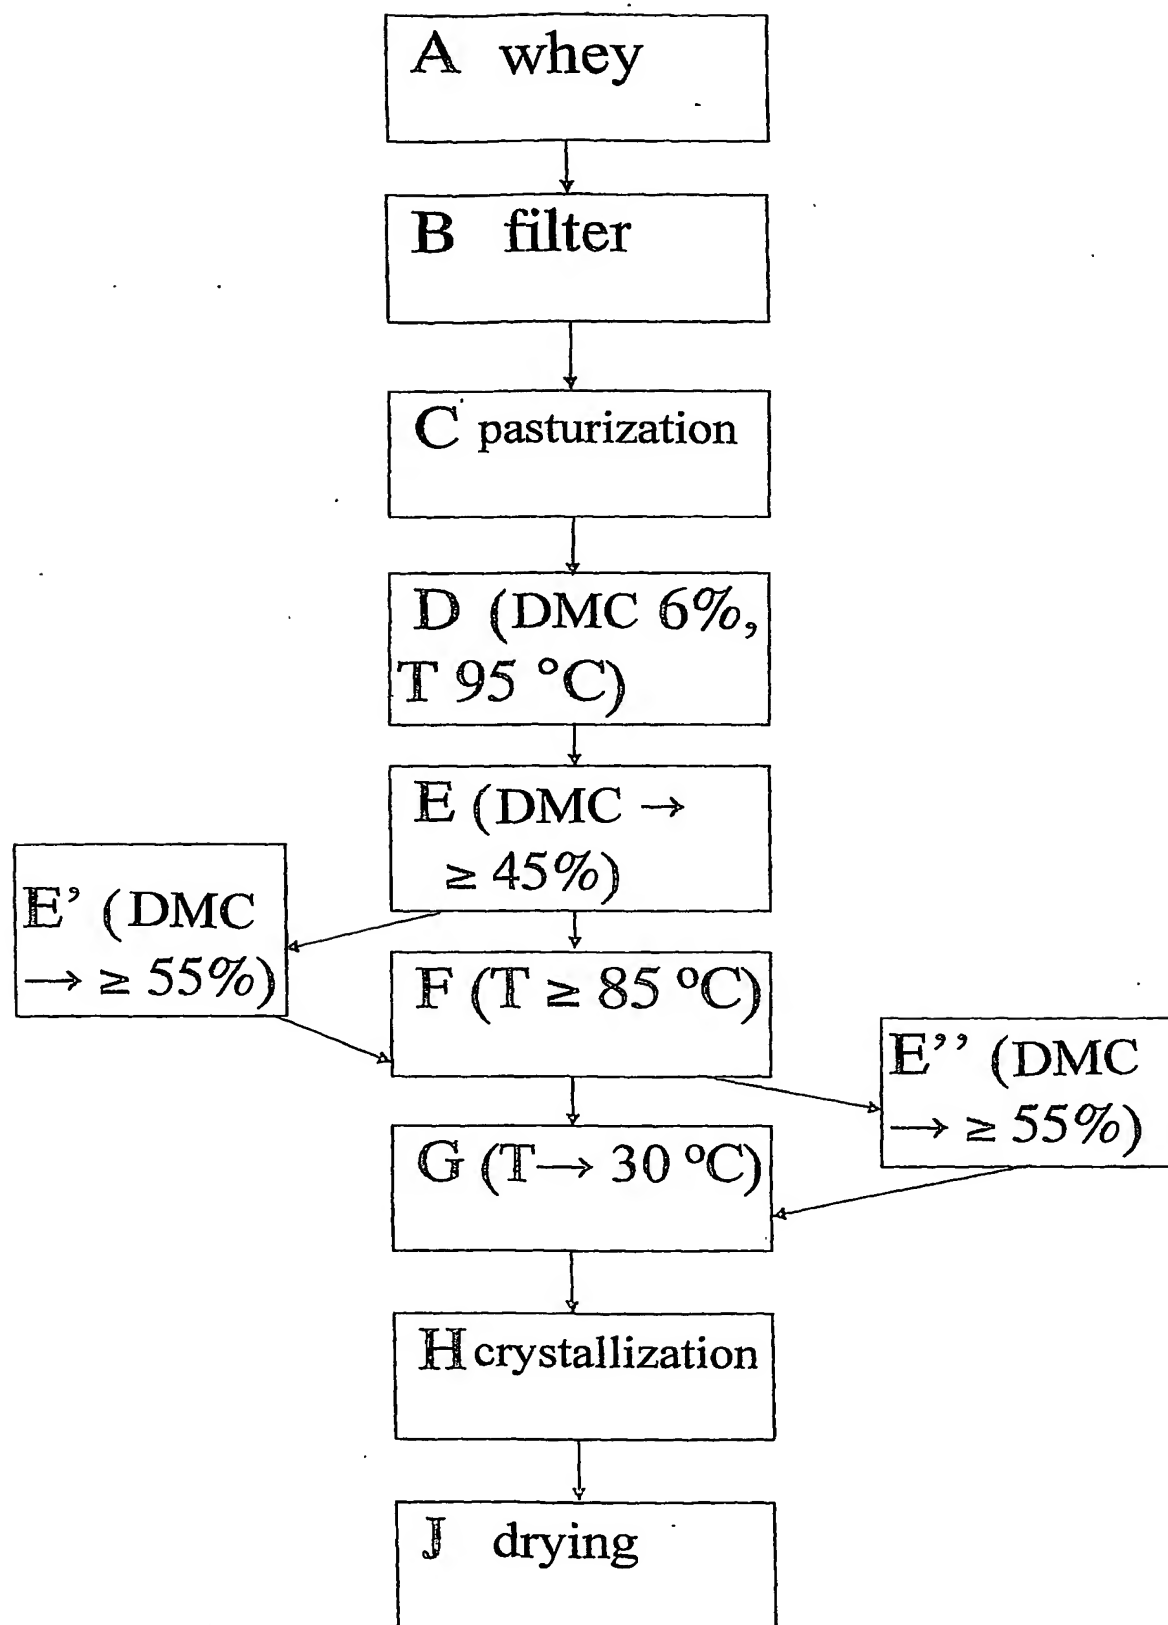 A whey
B filter
C pasturization
D (DMC 6%,
T 95 °C)
E (DMC →
≥ 45%)
E’ (DMC
→ ≥ 55%)
F (T ≥ 85 °C)
E’’ (DMC
→ ≥ 55%)
G (T→ 30 °C)
H crystallization
J drying